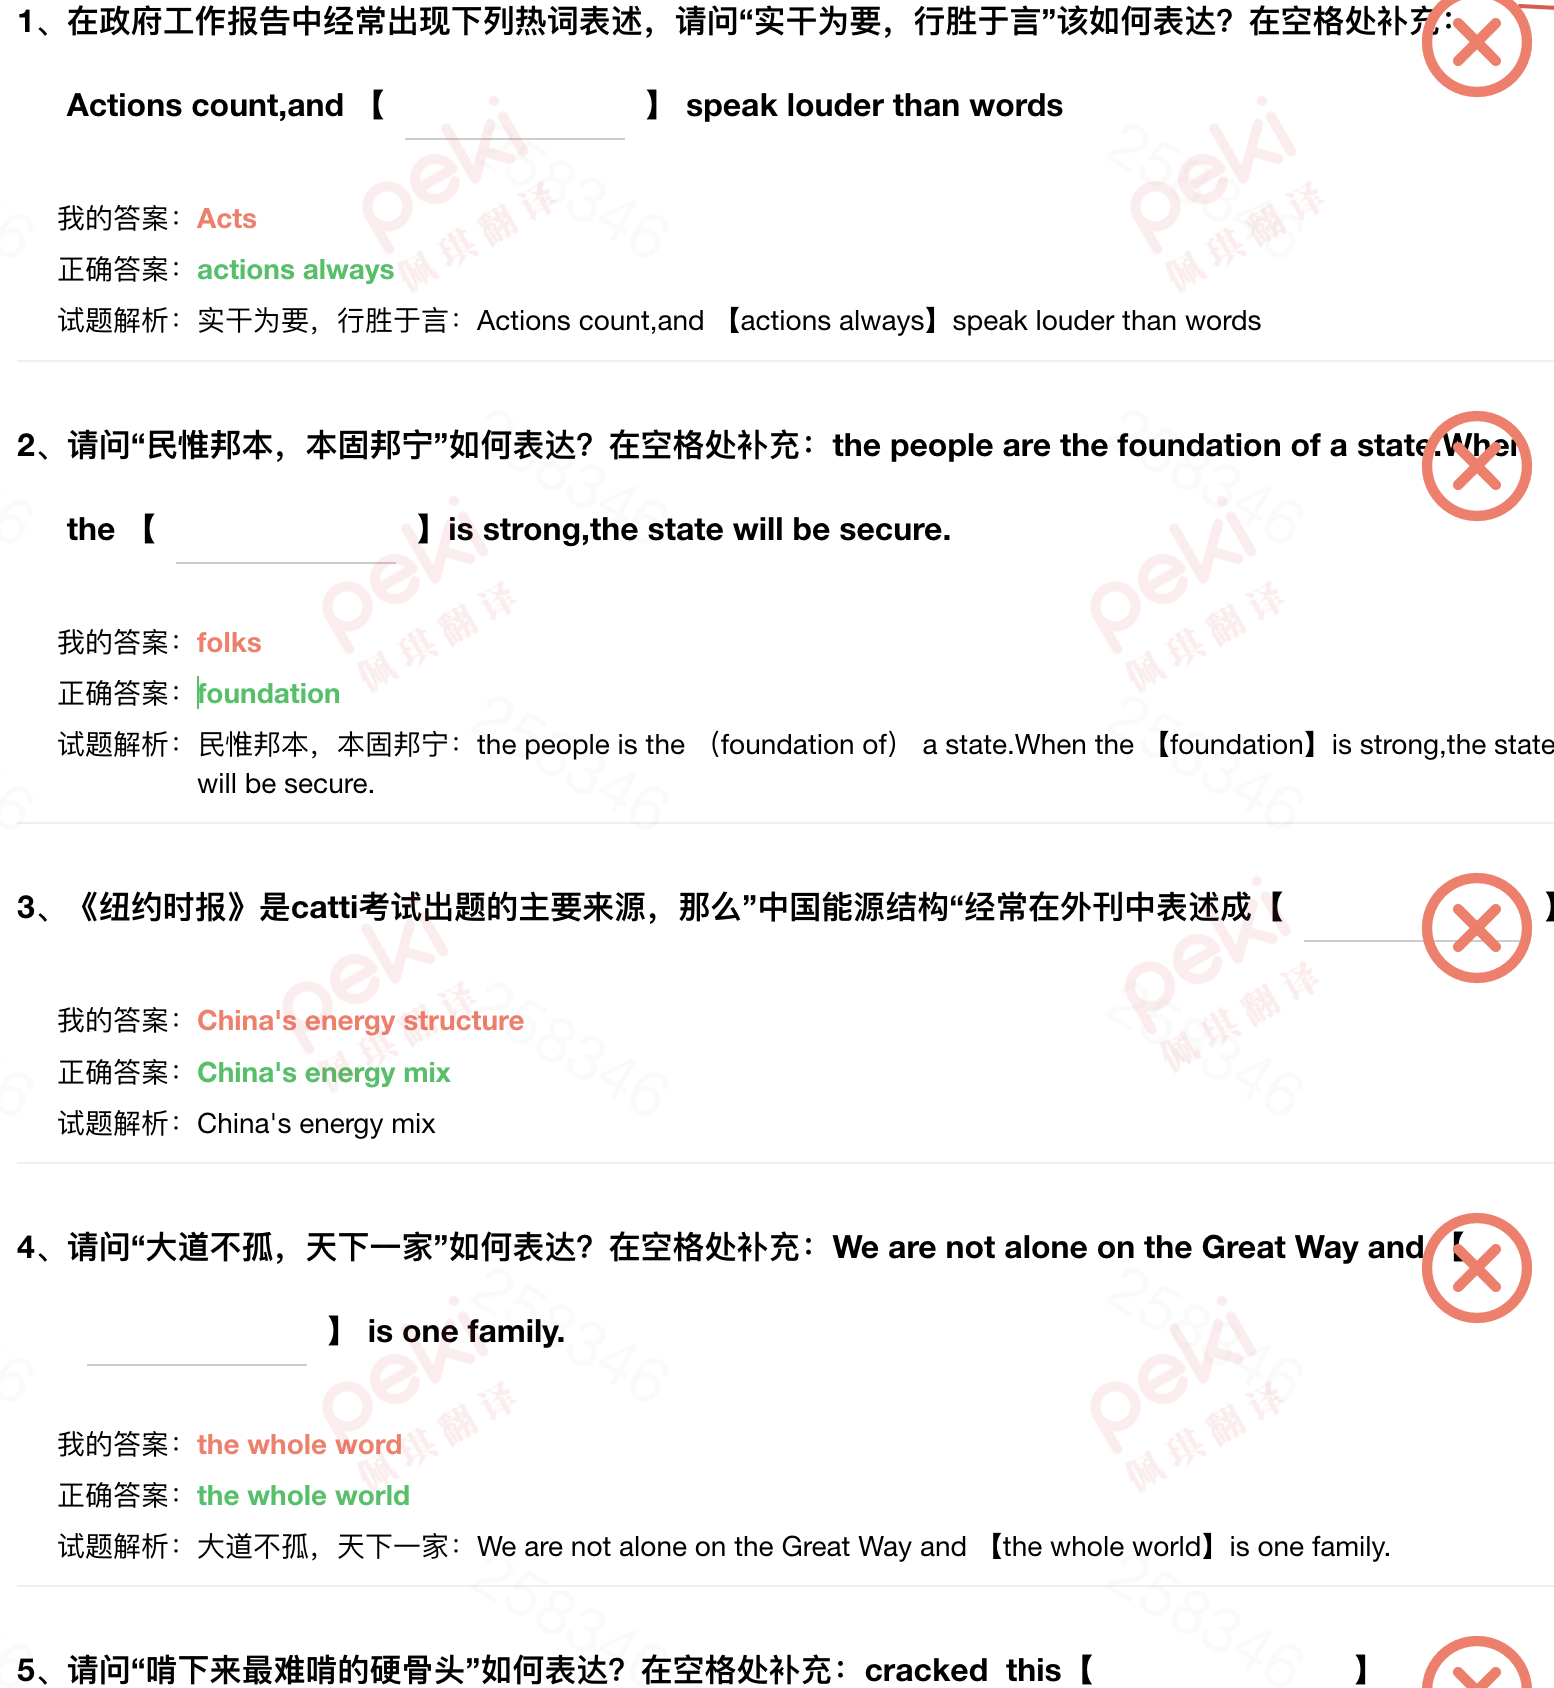 1、在政府工作报告中经常出现下列热词表述，请问“实干为要，行胜于言”该如何表达？在空格处补充：
Actions count,and 【 】 speak louder than words
我的答案：Acts
正确答案：actions always
试题解析：实干为要，行胜于言：Actions count,and 【actions always】speak louder than words
2、请问“民惟邦本，本固邦宁”如何表达？在空格处补充：the people are the foundation of a state.When
the 【 】is strong,the state will be secure.
我的答案：folks
正确答案：foundation
试题解析：民惟邦本，本固邦宁：the people is the （foundation of） a state.When the 【foundation】is strong,the state
will be secure.
3、《纽约时报》是catti考试出题的主要来源，那么”中国能源结构“经常在外刊中表述成【 】
我的答案：China's energy structure
正确答案：China's energy mix
试题解析：China's energy mix
4、请问“大道不孤，天下一家”如何表达？在空格处补充：We are not alone on the Great Way and 【
】 is one family.
我的答案：the whole word
正确答案：the whole world
试题解析：大道不孤，天下一家：We are not alone on the Great Way and 【the whole world】is one family.
5、请问“啃下来最难啃的硬骨头”如何表达？在空格处补充：cracked this【 】
peki
佩琪翻译
258346